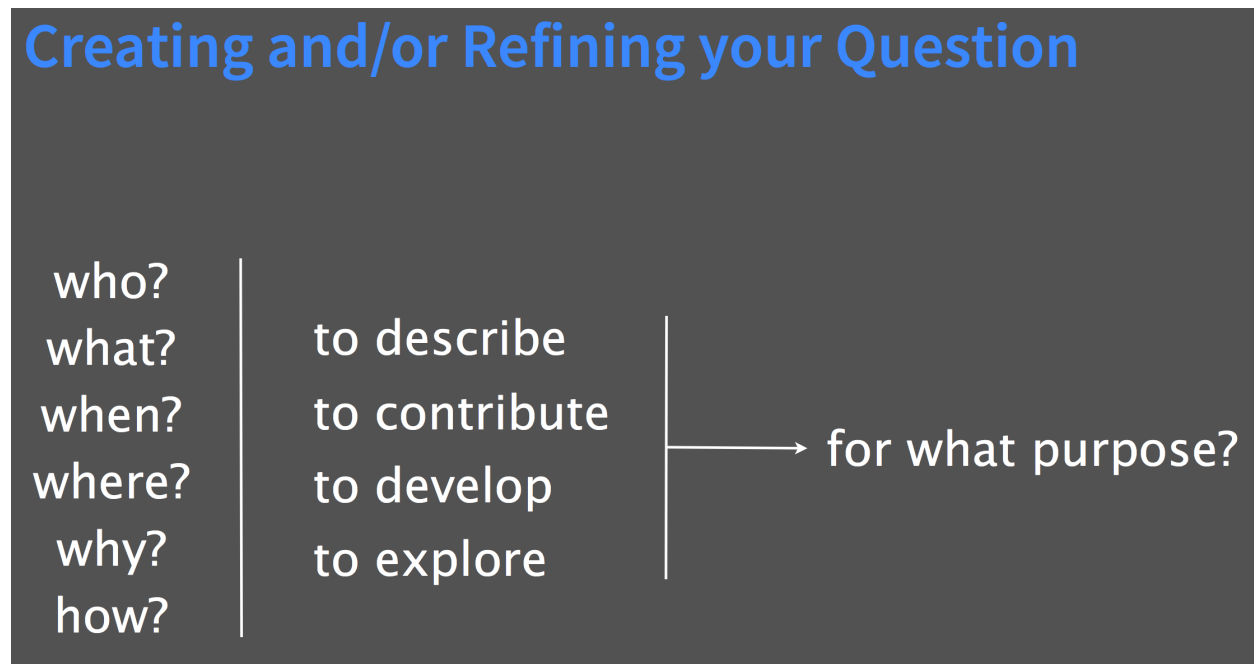 Creating and/or Refining your Question
who?
what?
when?
where?
why?
how?
to describe
to contribute
to develop
to explore
for what purpose?